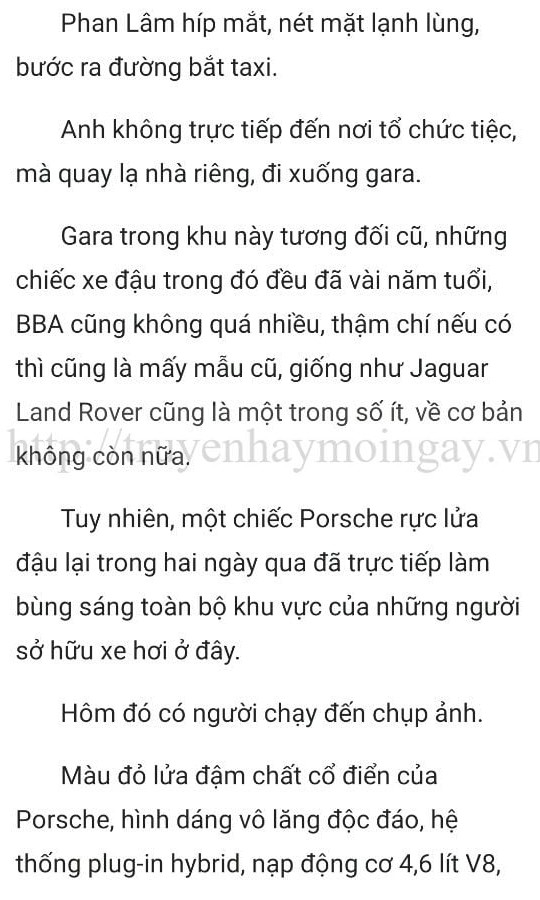 Phan Lâm híp mắt, nét mặt lạnh lùng,
bước ra đường bắt taxi.
Anh không trực tiếp đến nơi tổ chức tiệc,
mà quay lạ nhà riêng, đi xuống gara.
Gara trong khu này tương đối cũ, những
chiếc xe đậu trong đó đều đã vài năm tuổi,
BBA cũng không quá nhiều, thậm chí nếu có
thì cũng là mấy mẫu cũ, giống như Jaguar
Land Rover cũng là một trong số ít, về cơ bản
không còn nữa.
http://truyenhaymoingay.vn
Tuy nhiên, một chiếc Porsche rực lửa
đậu lại trong hai ngày qua đã trực tiếp làm
bùng sáng toàn bộ khu vực của những người
sở hữu xe hơi ở đây.
Hôm đó có người chạy đến chụp ảnh.
Màu đỏ lửa đậm chất cổ điển của
Porsche, hình dáng vô lăng độc đáo, hệ
thống plug-in hybrid, nạp động cơ 4,6 lít V8,